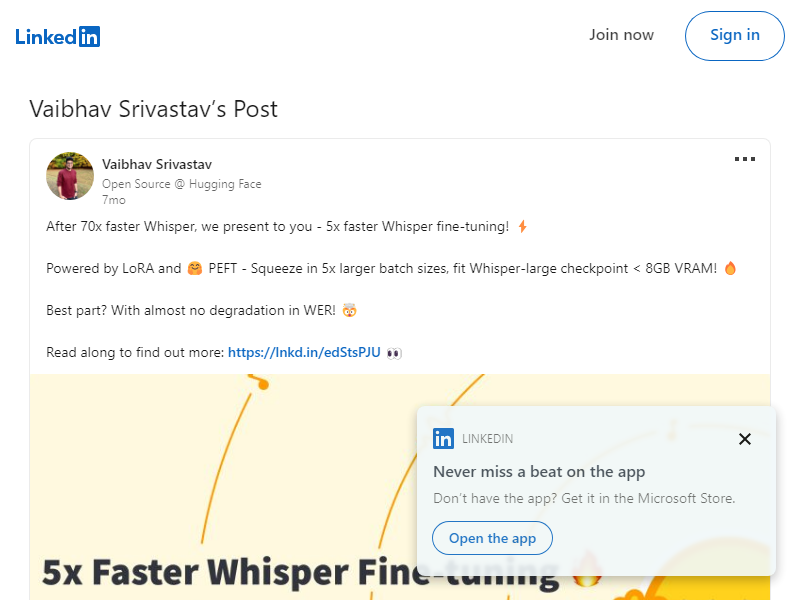 LinkedIn
Join now
Sign in
Vaibhav Srivastav’s Post
Vaibhav Srivastav
Open Source @ Hugging Face
7mo
After 70x faster Whisper, we present to you - 5x faster Whisper fine-tuning! ⚡
Powered by LoRA and 🤗 PEFT - Squeeze in 5x larger batch sizes, fit Whisper-large checkpoint < 8GB VRAM! 🔥
Best part? With almost no degradation in WER! 🤯
Read along to find out more: https://lnkd.in/edStsPJU 👀
in LINKEDIN
Never miss a beat on the app
Don’t have the app? Get it in the Microsoft Store.
Open the app
5x Faster Whisper Fine-tuning 🔥